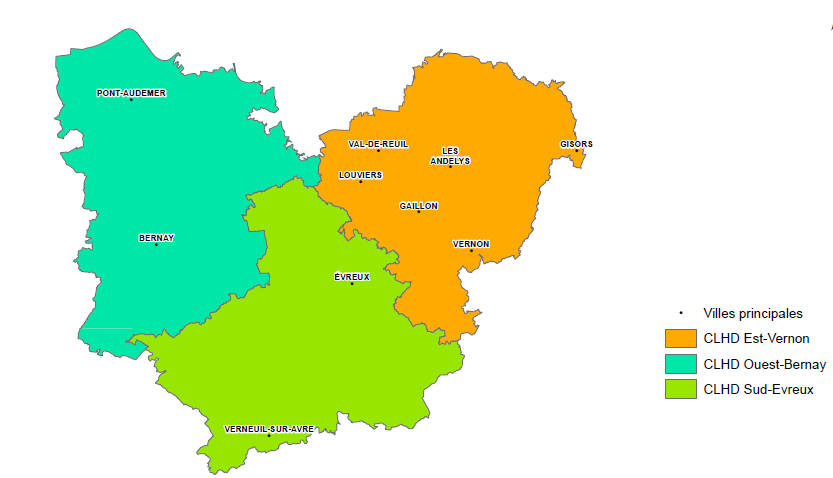 PONT-AUDEMER
VAL-DE-REUIL
GISORS
LES
ANDELYS
LOUVIERS
GAILLON
BERNAY
VERNON
ÉVREUX
VERNEUIL-SUR-AVRE
Villes principales
CLHD Est-Vernon
CLHD Ouest-Bernay
CLHD Sud-Evreux